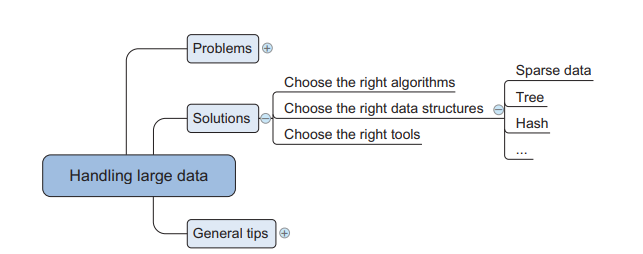 Problems
Sparse data
Choose the right algorithms
Tree
Choose the right data structures
Solutions
Hash
Choose the right tools
...
Handling large data
General tips